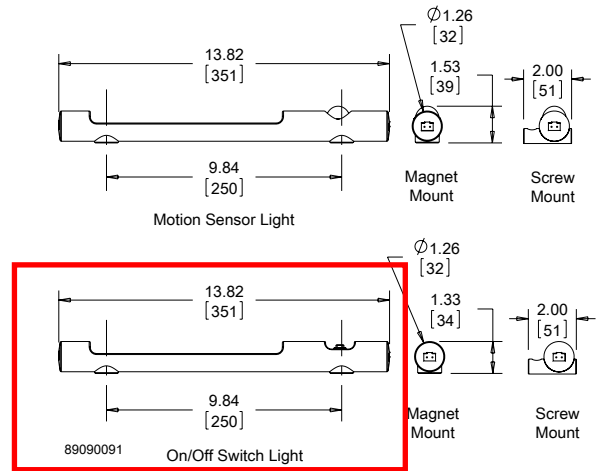 Ø1.26
[32]
13.82
[351]
1.53
[39]
2.00
[51]
9.84
[250]
Magnet
Mount
Screw
Mount
Motion Sensor Light
Ø1.26
[32]
13.82
[351]
1.33
[34]
2.00
[51]
9.84
[250]
Magnet
Mount
Screw
Mount
89090091
On/Off Switch Light